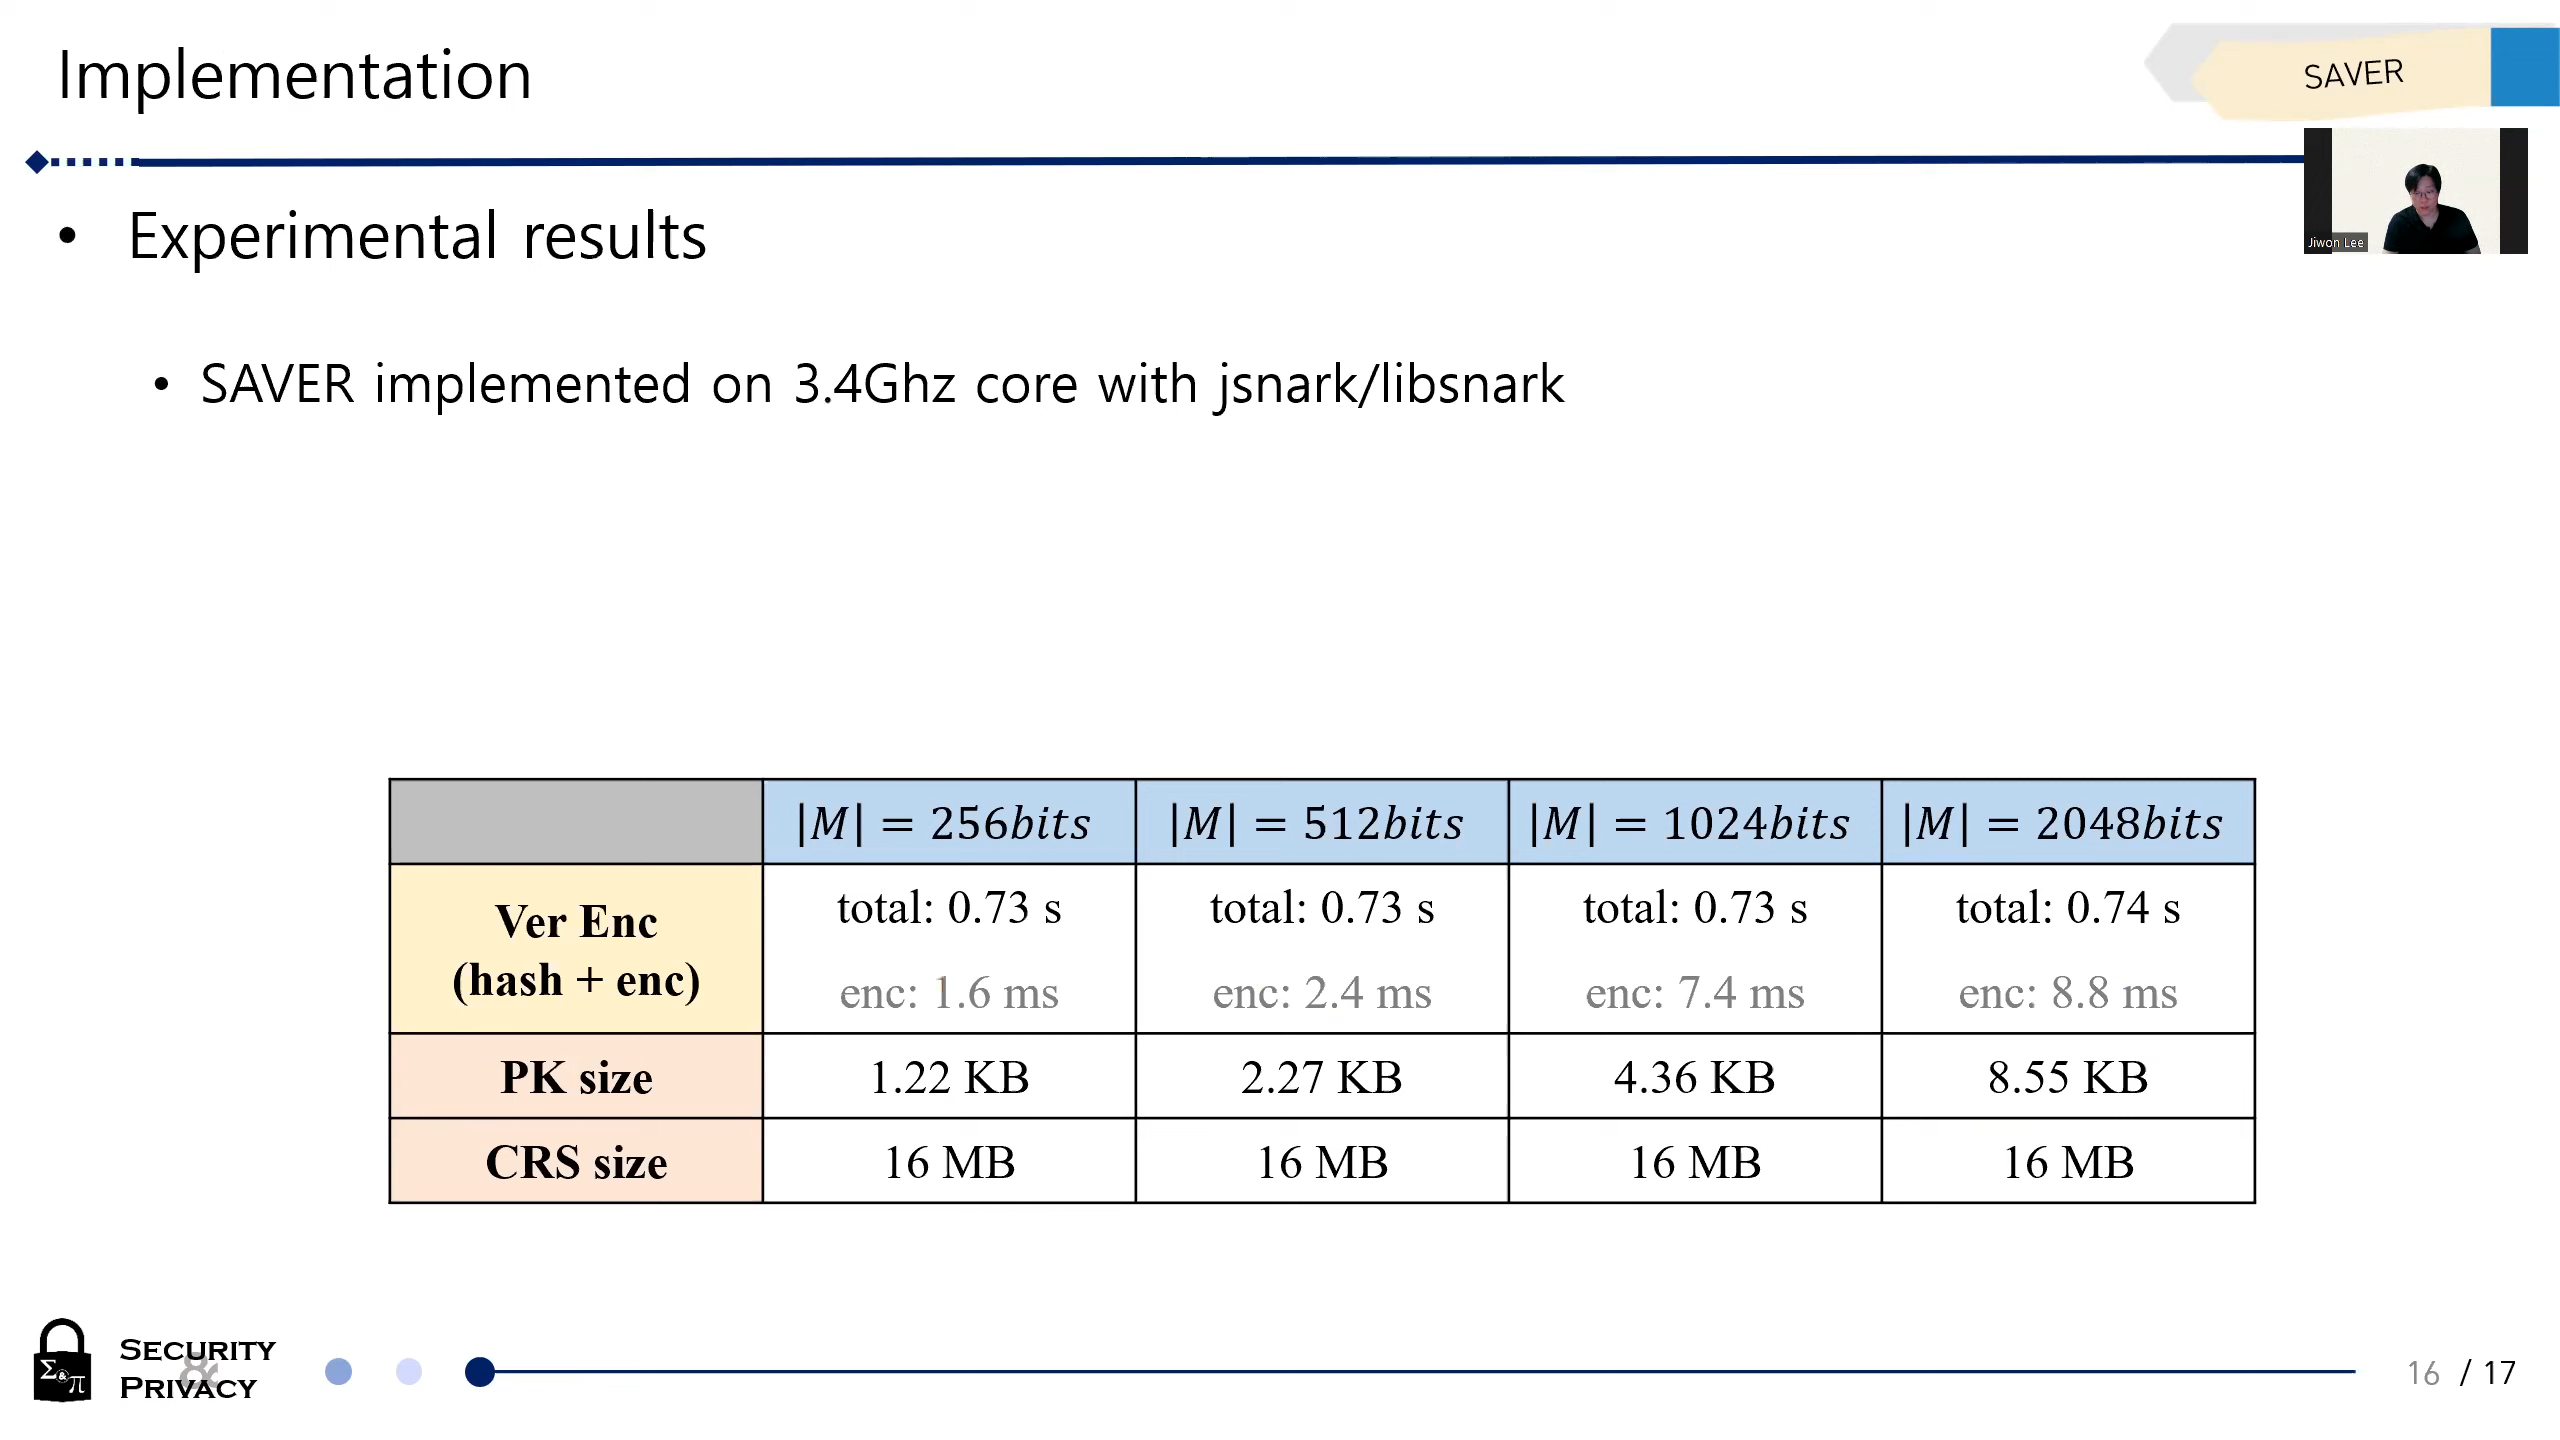 Implementation
SAVER
Jiwon Lee
• Experimental results
• SAVER implemented on 3.4Ghz core with jsnark/libsnark
|M| = 256bits |M| = 512bits |M| = 1024bits |M| = 2048bits
Ver Enc
(hash + enc)
total: 0.73 s total: 0.73 s total: 0.73 s total: 0.74 s
enc: 1.6 ms enc: 2.4 ms enc: 7.4 ms enc: 8.8 ms
PK size 1.22 KB 2.27 KB 4.36 KB 8.55 KB
CRS size 16 MB 16 MB 16 MB 16 MB
Σ&π
SECURITY
&
PRIVACY
16 / 17